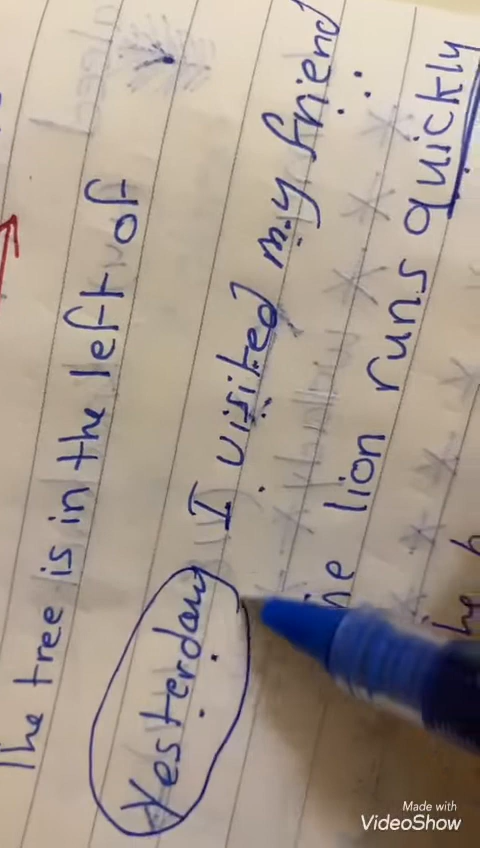 The tree is in the left of
Yesterday I visited my friend
lion runs quickly
Made with
VideoShow